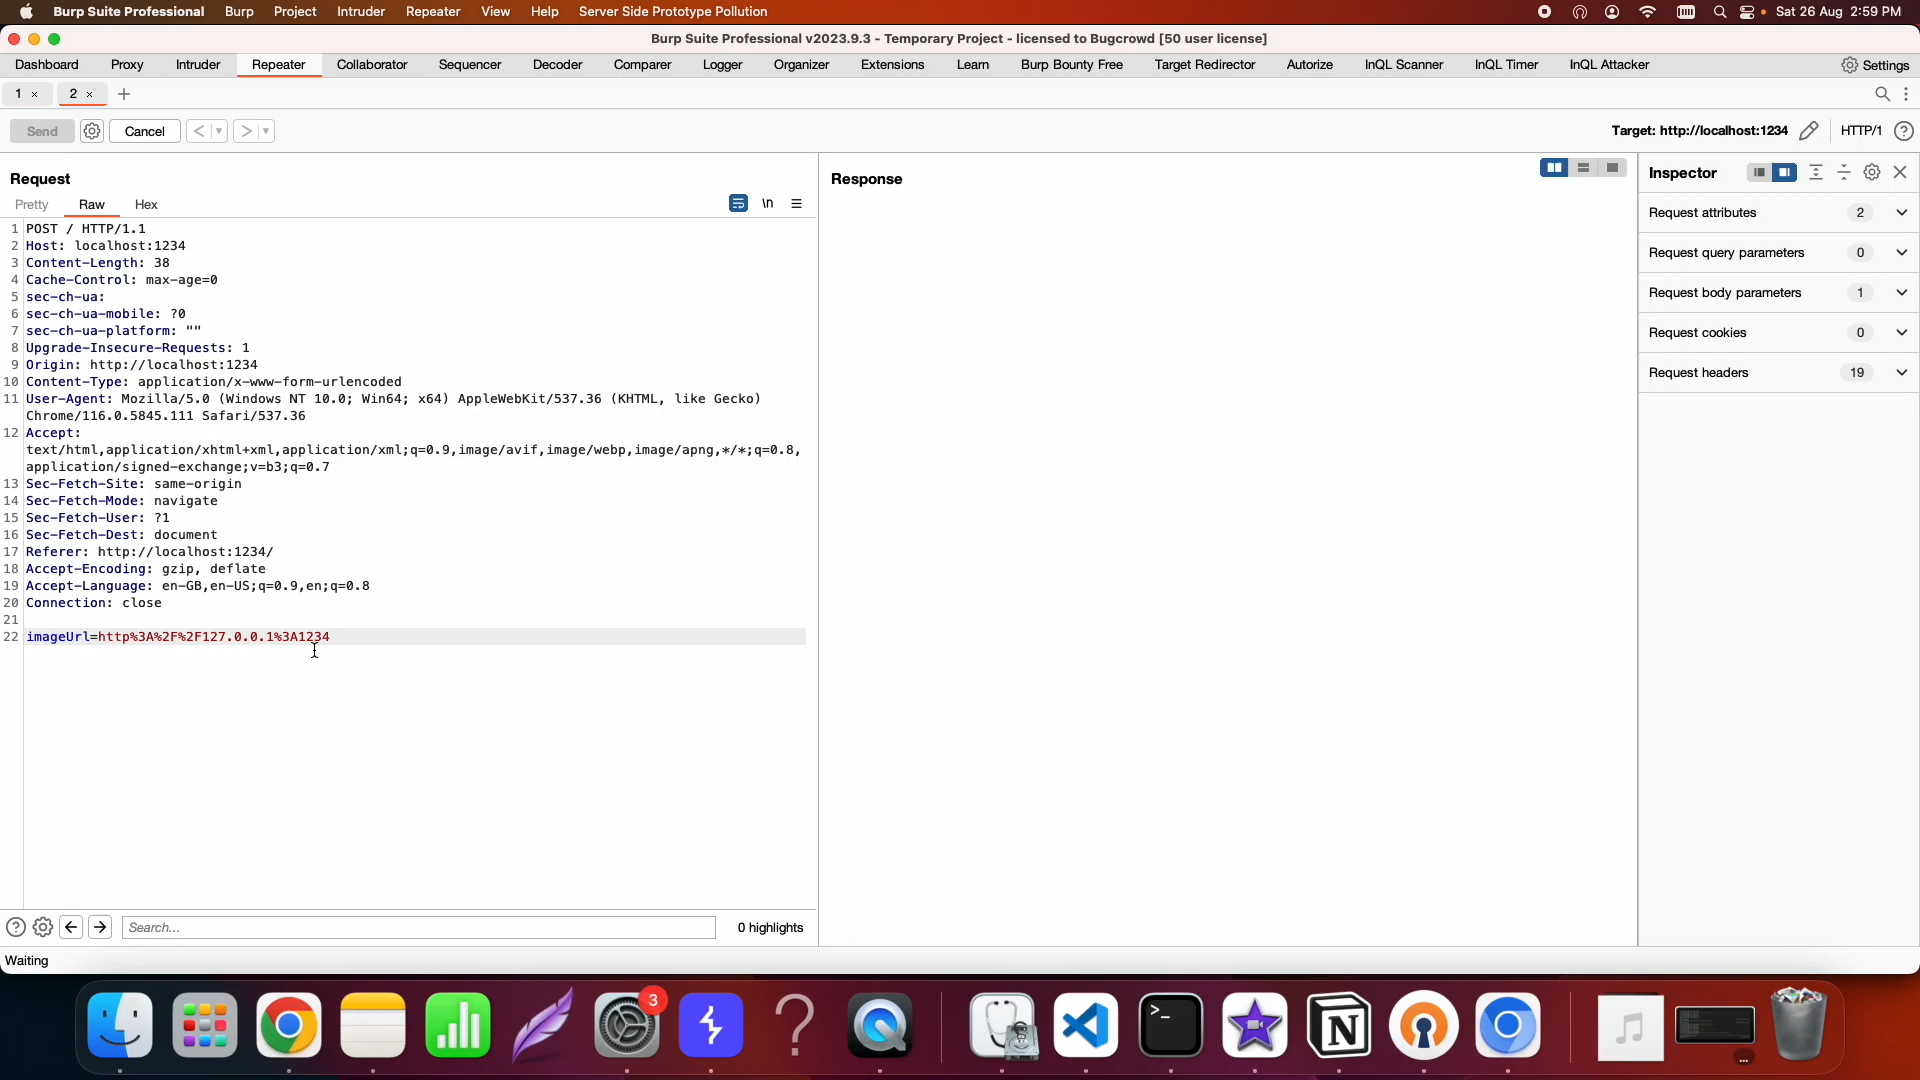 Burp Suite Professional Burp Project Intruder Repeater View Help Server Side Prototype Pollution Sat 26 Aug 2:59 PM
Burp Suite Professional v2023.9.3 - Temporary Project - licensed to Bugcrowd [50 user license]
Dashboard Proxy Intruder Repeater Collaborator Sequencer Decoder Comparer Logger Organizer Extensions Learn Burp Bounty Free Target Redirector Autorize InQL Scanner InQL Timer InQL Attacker Settings
1 × 2 × +
Send Cancel < > Target: http://localhost:1234 HTTP/1 ?
Request Response Inspector
Pretty Raw Hex \n
Request attributes 2
Request query parameters 0
Request body parameters 1
Request cookies 0
Request headers 19
1 POST / HTTP/1.1
2 Host: localhost:1234
3 Content-Length: 38
4 Cache-Control: max-age=0
5 sec-ch-ua:
6 sec-ch-ua-mobile: ?0
7 sec-ch-ua-platform: ""
8 Upgrade-Insecure-Requests: 1
9 Origin: http://localhost:1234
10 Content-Type: application/x-www-form-urlencoded
11 User-Agent: Mozilla/5.0 (Windows NT 10.0; Win64; x64) AppleWebKit/537.36 (KHTML, like Gecko)
Chrome/116.0.5845.111 Safari/537.36
12 Accept:
text/html,application/xhtml+xml,application/xml;q=0.9,image/avif,image/webp,image/apng,*/*;q=0.8,
application/signed-exchange;v=b3;q=0.7
13 Sec-Fetch-Site: same-origin
14 Sec-Fetch-Mode: navigate
15 Sec-Fetch-User: ?1
16 Sec-Fetch-Dest: document
17 Referer: http://localhost:1234/
18 Accept-Encoding: gzip, deflate
19 Accept-Language: en-GB,en-US;q=0.9,en;q=0.8
20 Connection: close
21
22 imageUrl=http%3A%2F%2F127.0.0.1%3A1234
? Search... 0 highlights
Waiting
3